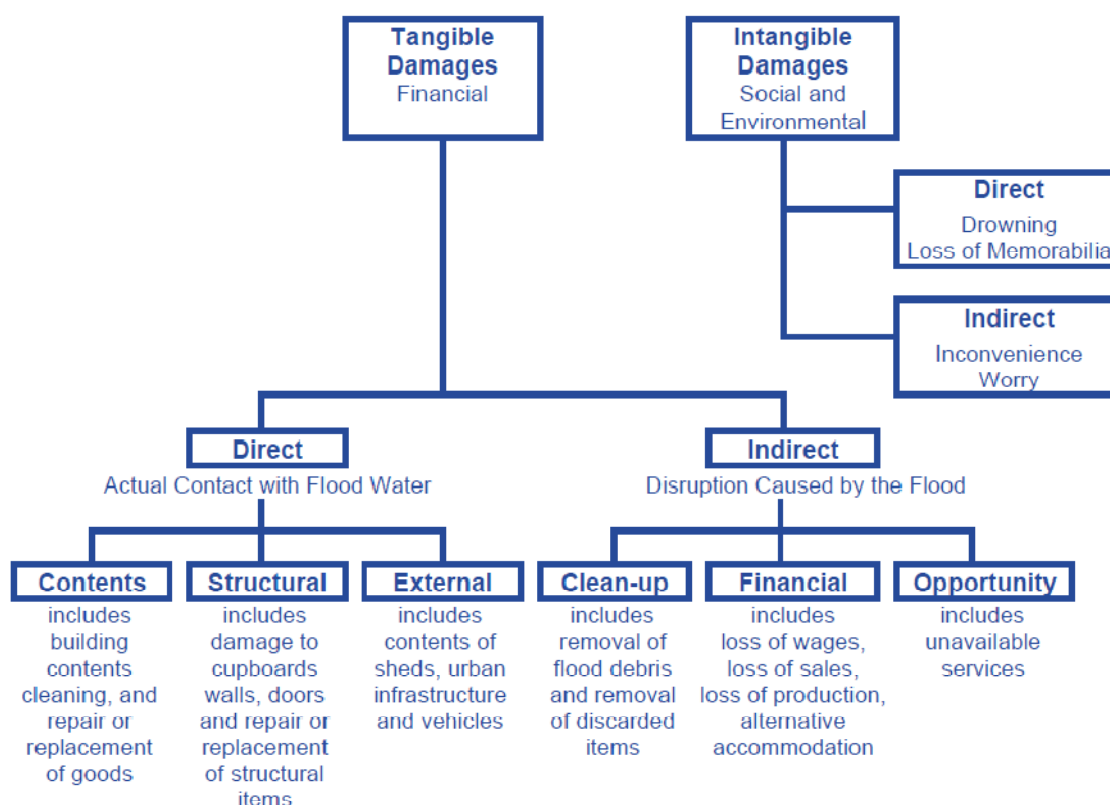 Tangible
Damages
Financial
Intangible
Damages
Social and
Environmental
Direct
Drowning
Loss of Memorabilia
Indirect
Inconvenience
Worry
Direct
Actual Contact with Flood Water
Indirect
Disruption Caused by the Flood
Contents
includes
building
contents
cleaning, and
repair or
replacement
of goods
Structural
includes
damage to
cupboards
walls, doors
and repair or
replacement
of structural
items
External
includes
contents of
sheds, urban
infrastructure
and vehicles
Clean-up
includes
removal of
flood debris
and removal
of discarded
items
Financial
includes
loss of wages,
loss of sales,
loss of production,
alternative
accommodation
Opportunity
includes
unavailable
services